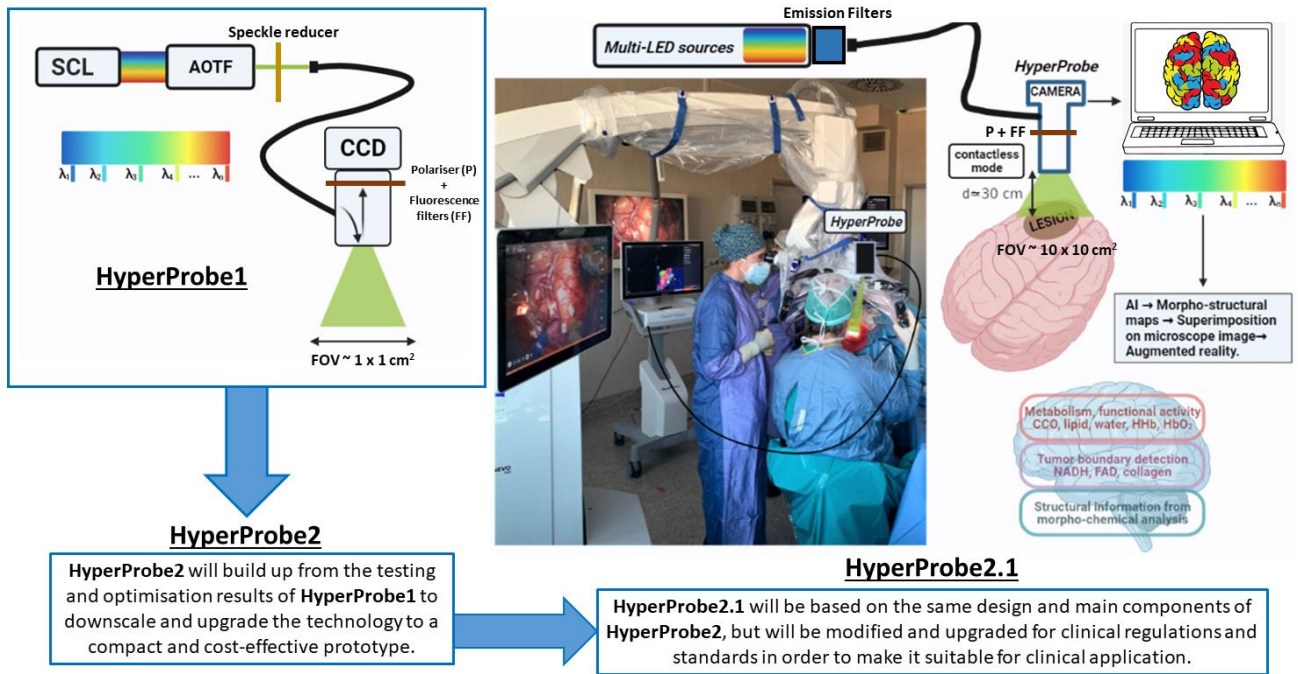 Speckle reducer
SCL
AOTF
λ₁ λ₂ λ₃ λ₄ ... λₙ
CCD
Polariser (P)
+
Fluorescence
filters (FF)
HyperProbe1
FOV ~ 1 x 1 cm²
Emission Filters
Multi-LED sources
HyperProbe
CAMERA
P + FF
contactless
mode
d≃30 cm
LESION
FOV ~ 10 x 10 cm²
λ₁ λ₂ λ₃ λ₄ ... λₙ
HyperProbe
AI → Morpho-structural
maps → Superimposition
on microscope image→
Augmented reality.
Metabolism, functional activity
CCO, lipid, water, HHb, HbO₂
Tumor boundary detection
NADH, FAD, collagen
Structural information from
morpho-chemical analysis
HyperProbe2
HyperProbe2 will build up from the testing
and optimisation results of HyperProbe1 to
downscale and upgrade the technology to a
compact and cost-effective prototype.
HyperProbe2.1
HyperProbe2.1 will be based on the same design and main components of
HyperProbe2, but will be modified and upgraded for clinical regulations and
standards in order to make it suitable for clinical application.